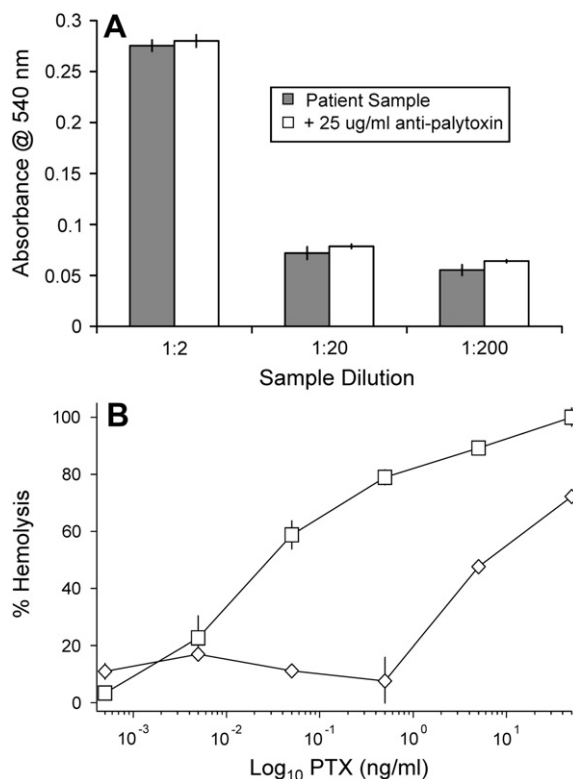 A
0.3
0.25
0.2
0.15
0.1
0.05
0
Absorbance @ 540 nm
Patient Sample
+ 25 ug/ml anti-palytoxin
1:2
1:20
1:200
Sample Dilution
B
100
80
60
40
20
0
% Hemolysis
10⁻³
10⁻²
10⁻¹
10⁰
10¹
Log₁₀ PTX (ng/ml)